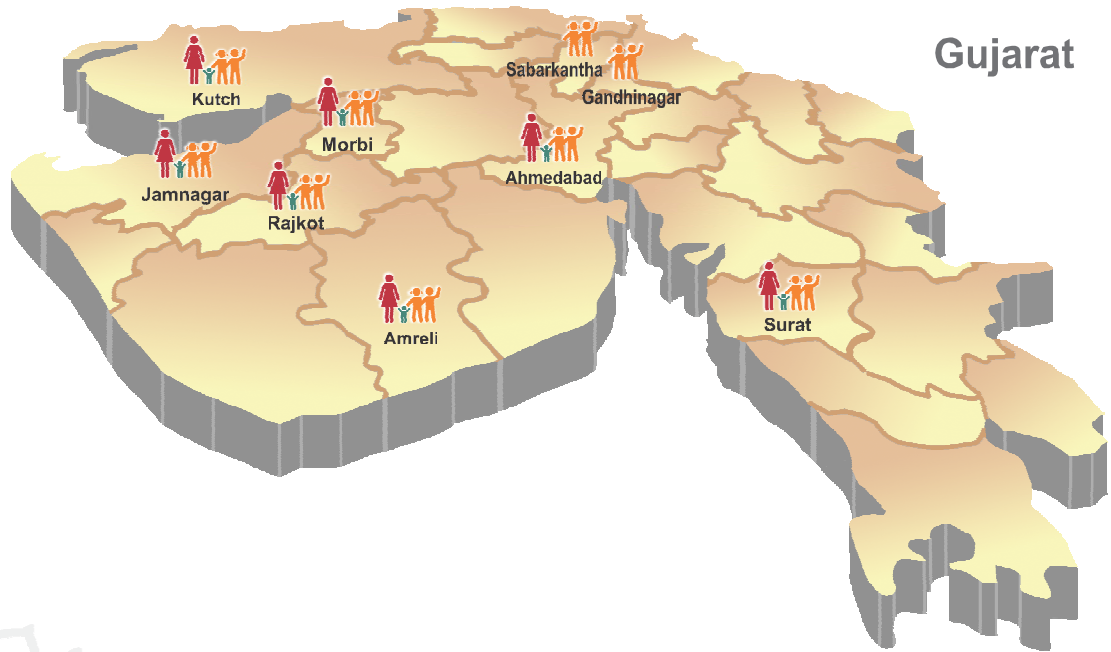 Gujarat
Sabarkantha
Kutch
Gandhinagar
Morbi
Ahmedabad
Jamnagar
Rajkot
Surat
Amreli